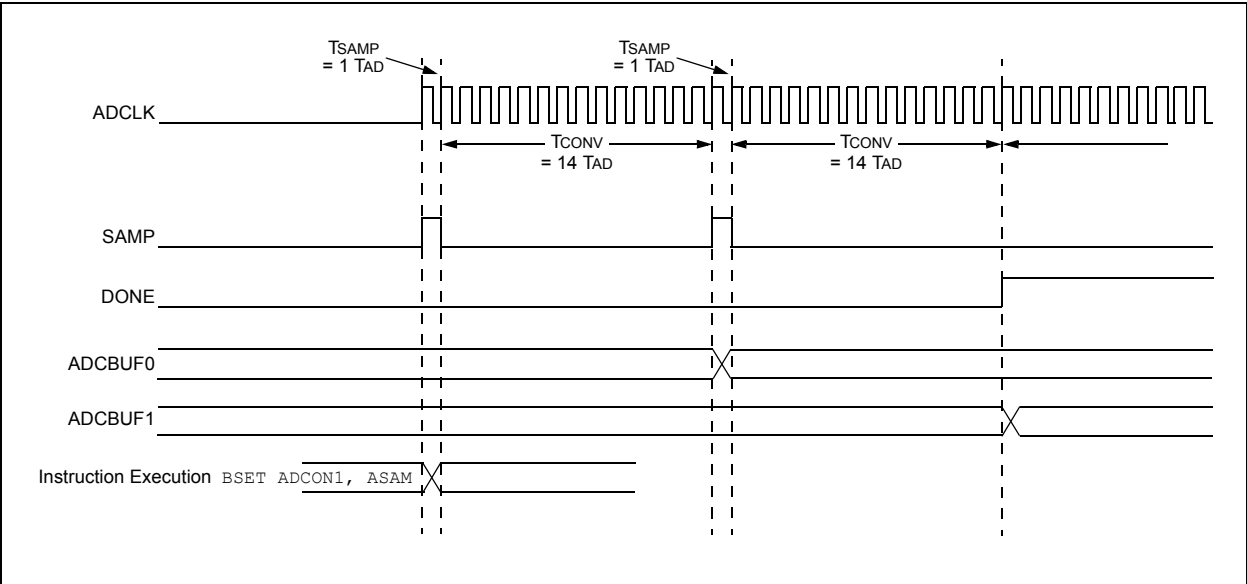 TSAMP TSAMP
= 1 TAD = 1 TAD
ADCLK
TCONV TCONV
= 14 TAD = 14 TAD
SAMP
DONE
ADCBUF0
ADCBUF1
Instruction Execution BSET ADCON1, ASAM